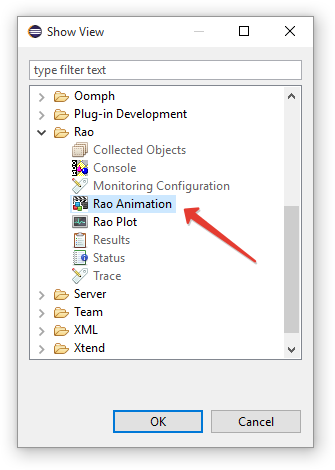 Show View
type filter text
Oomph
Plug-in Development
Rao
Collected Objects
Console
Monitoring Configuration
Rao Animation
Rao Plot
Results
Status
Trace
Server
Team
XML
Xtend
OK
Cancel